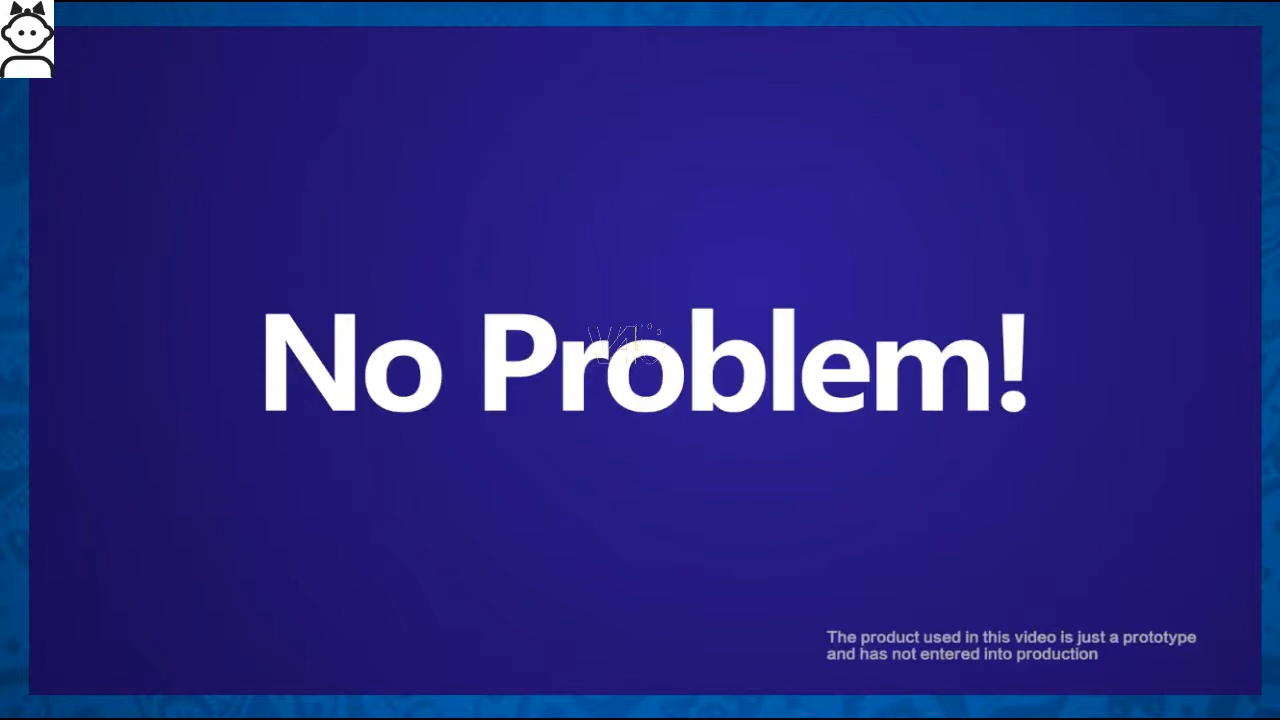 No Problem!
The product used in this video is just a prototype
and has not entered into production